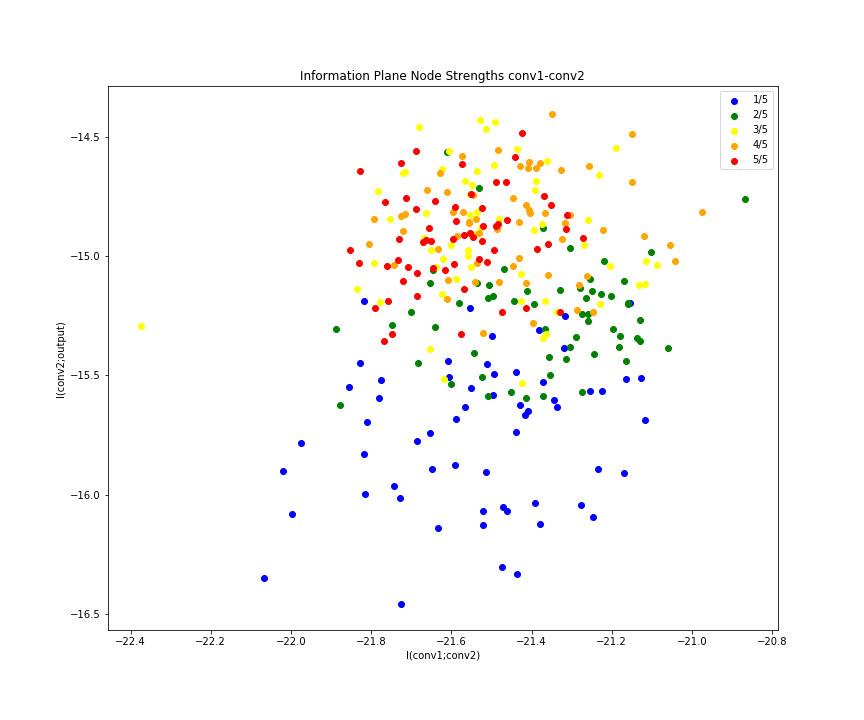 Information Plane Node Strengths conv1-conv2
1/5
2/5
3/5
4/5
5/5
I(conv2;output)
−14.5
−15.0
−15.5
−16.0
−16.5
−22.4 −22.2 −22.0 −21.8 −21.6 −21.4 −21.2 −21.0 −20.8
I(conv1;conv2)